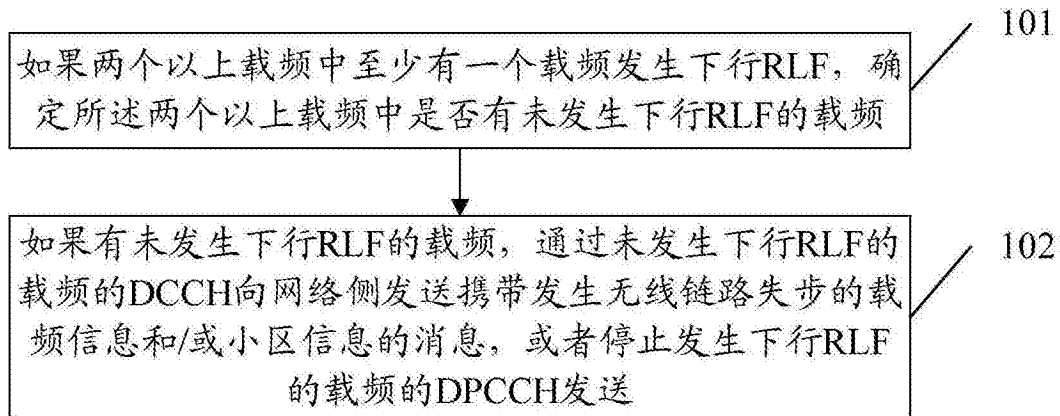 101
如果两个以上载频中至少有一个载频发生下行RLF，确
定所述两个以上载频中是否有未发生下行RLF的载频
102
如果有未发生下行RLF的载频，通过未发生下行RLF的
载频的DCCH向网络侧发送携带发生无线链路失步的载
频信息和/或小区信息的消息，或者停止发生下行RLF
的载频的DPCCH发送